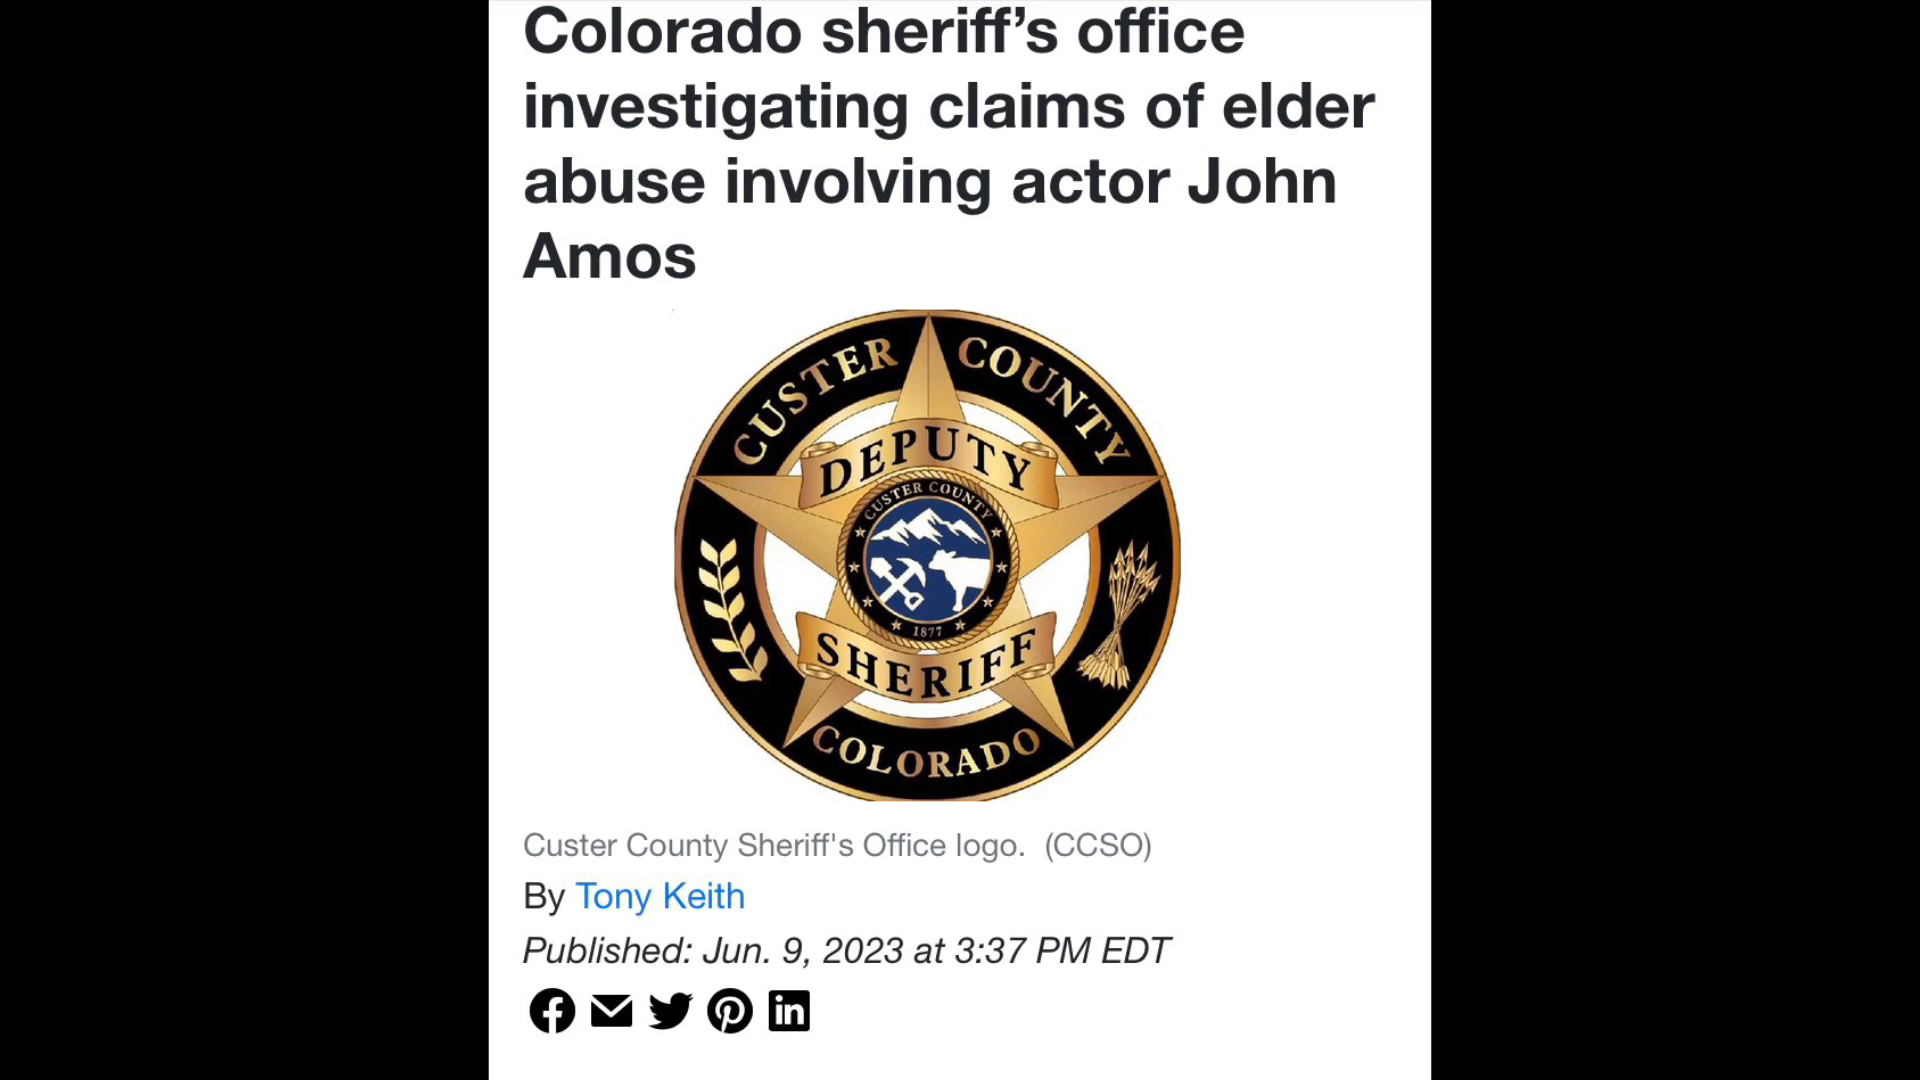 Colorado sheriff’s office
investigating claims of elder
abuse involving actor John
Amos
CUSTER COUNTY
DEPUTY
CUSTER COUNTY
1877
SHERIFF
COLORADO
Custer County Sheriff's Office logo. (CCSO)
By Tony Keith
Published: Jun. 9, 2023 at 3:37 PM EDT